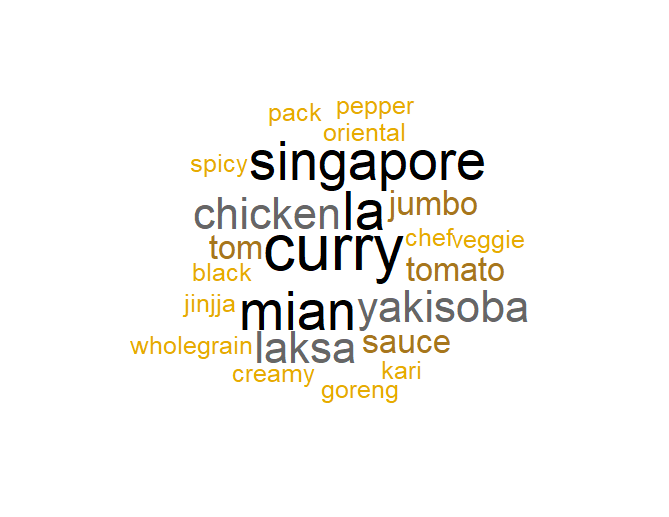 pack pepper
oriental
spicy singapore
chicken la jumbo
tom curry chef veggie
black tomato
jinjja mian yakisoba
wholegrain laksa sauce
creamy kari
goreng